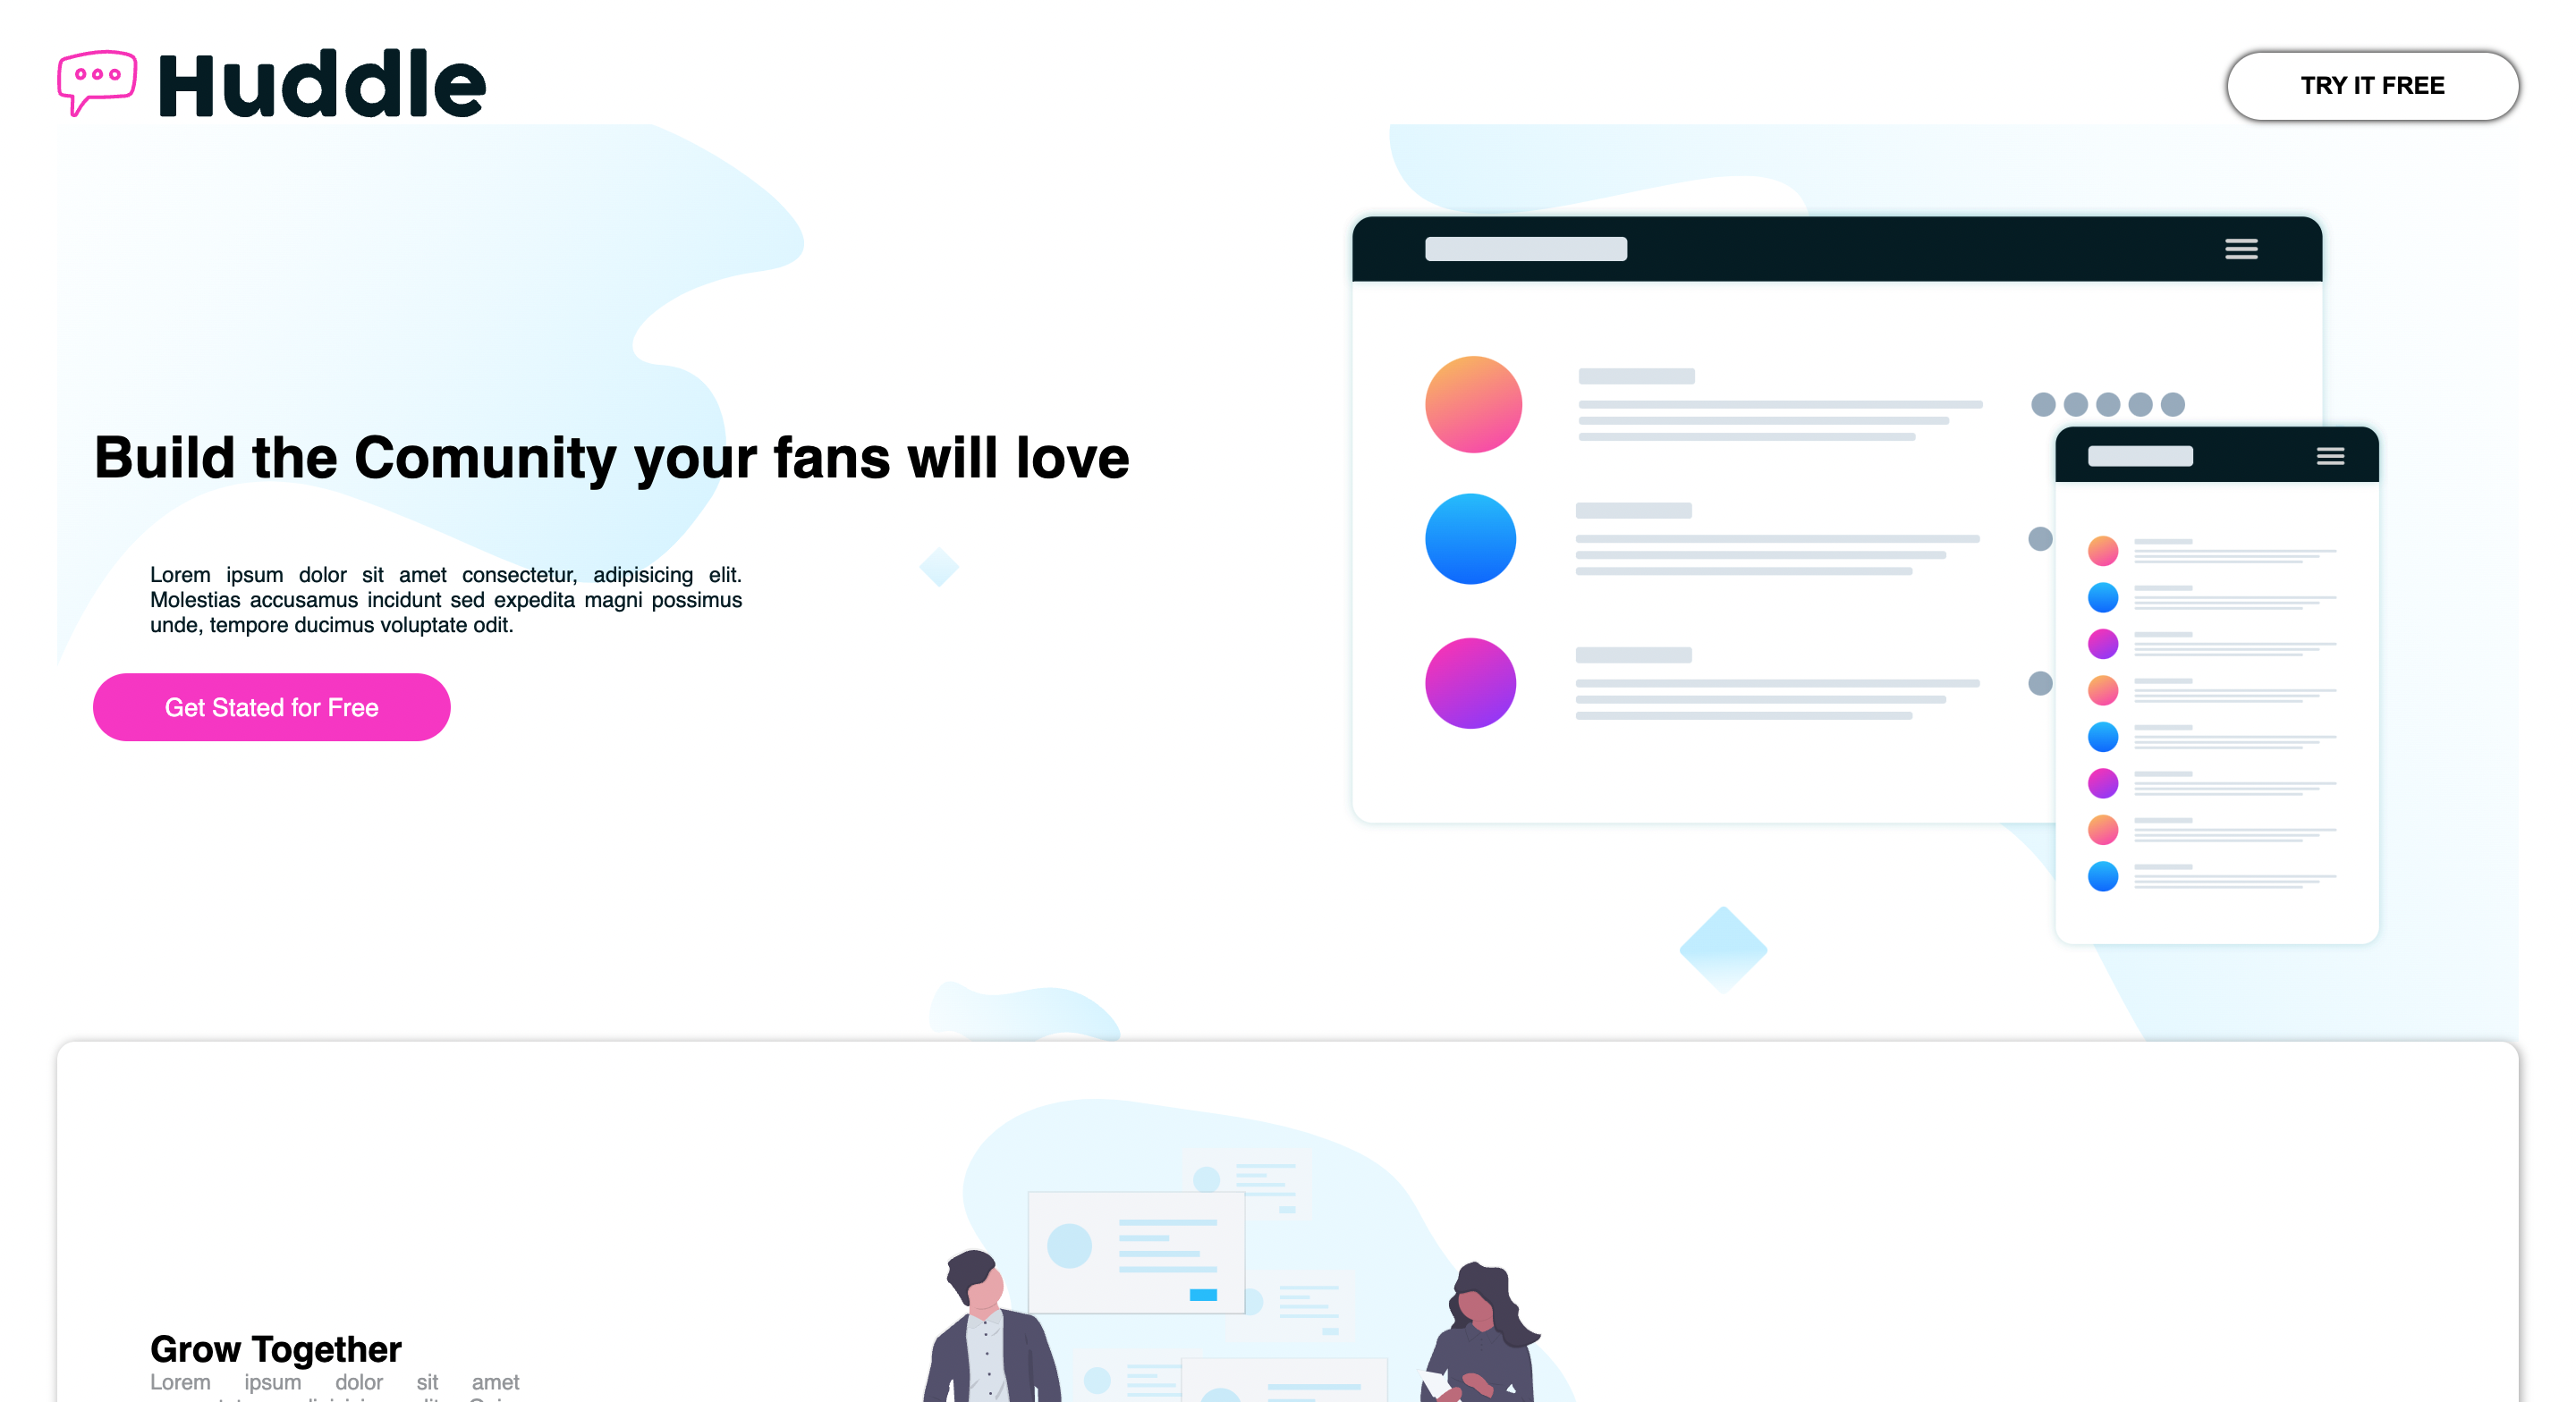 Huddle
TRY IT FREE
Build the Comunity your fans will love
Lorem ipsum dolor sit amet consectetur, adipisicing elit.
Molestias accusamus incidunt sed expedita magni possimus
unde, tempore ducimus voluptate odit.
Get Stated for Free
Grow Together
Lorem ipsum dolor sit amet